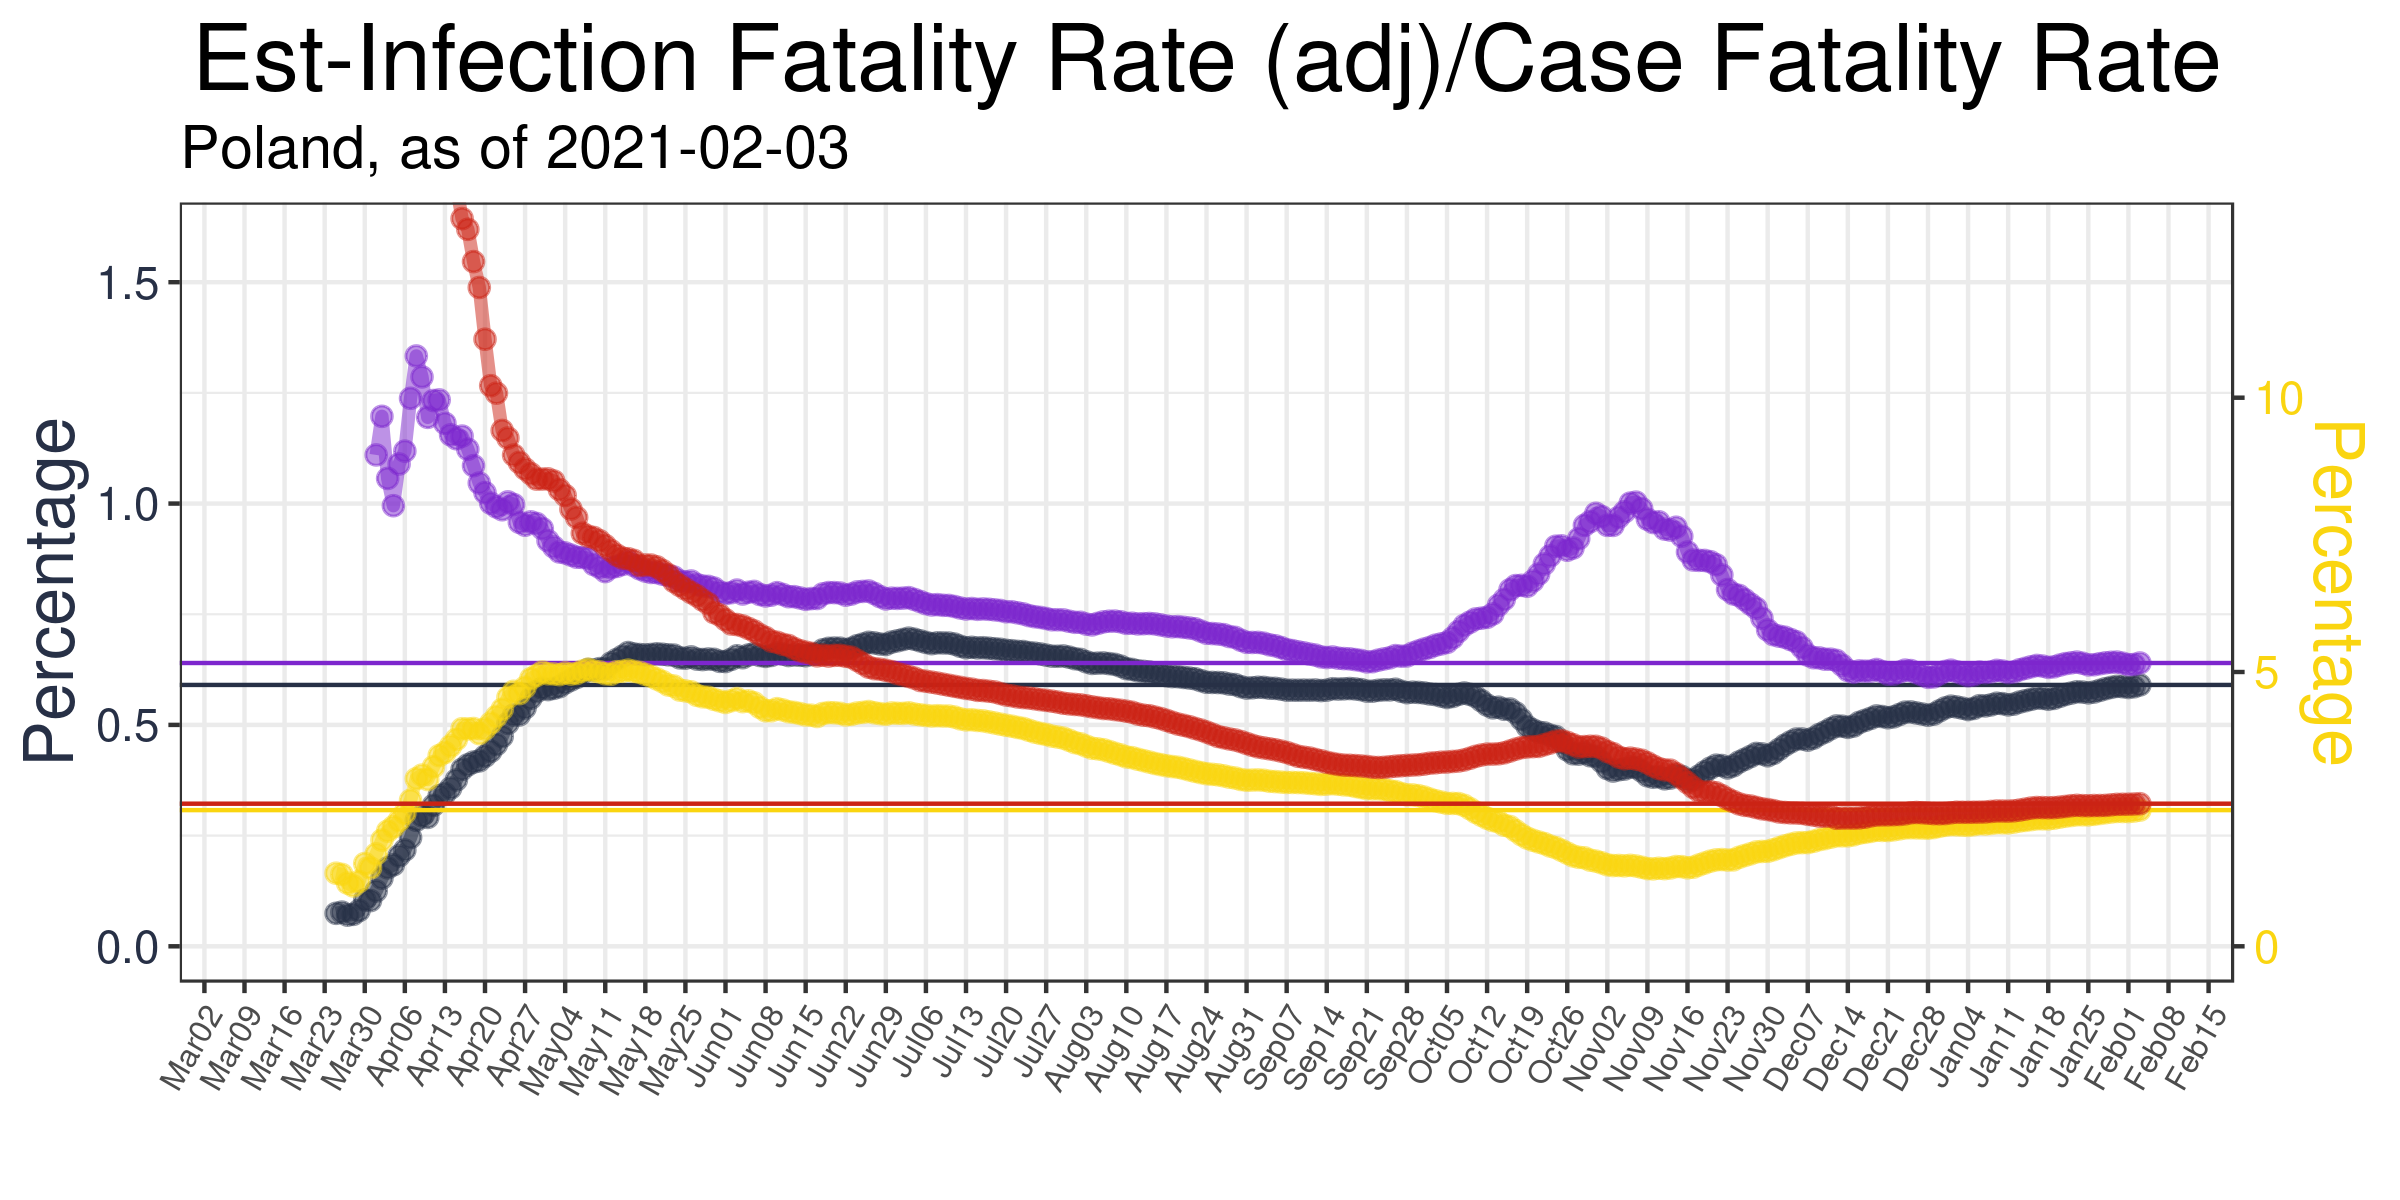 Est-Infection Fatality Rate (adj)/Case Fatality Rate
Poland, as of 2021-02-03
Percentage
1.5
1.0
0.5
0.0
10
5
0
Percentage
Mar02
Mar09
Mar16
Mar23
Mar30
Apr06
Apr13
Apr20
Apr27
May04
May11
May18
May25
Jun01
Jun08
Jun15
Jun22
Jun29
Jul06
Jul13
Jul20
Jul27
Aug03
Aug10
Aug17
Aug24
Aug31
Sep07
Sep14
Sep21
Sep28
Oct05
Oct12
Oct19
Oct26
Nov02
Nov09
Nov16
Nov23
Nov30
Dec07
Dec14
Dec21
Dec28
Jan04
Jan11
Jan18
Jan25
Feb01
Feb08
Feb15